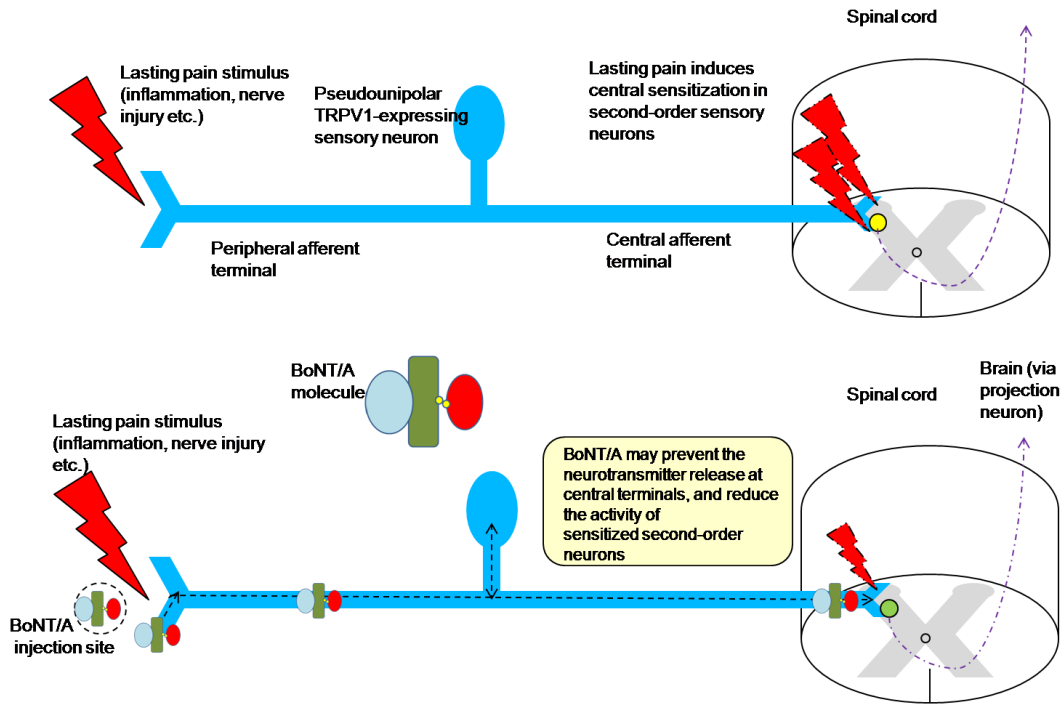 Spinal cord
Lasting pain stimulus
(inflammation, nerve
injury etc.)
Pseudounipolar
TRPV1-expressing
sensory neuron
Lasting pain induces
central sensitization in
second-order sensory
neurons
Peripheral afferent
terminal
Central afferent
terminal
BoNT/A
molecule
Brain (via
projection
neuron)
Spinal cord
Lasting pain stimulus
(inflammation, nerve injury
etc.)
BoNT/A may prevent the
neurotransmitter release at
central terminals, and reduce
the activity of
sensitized second-order
neurons
BoNT/A
injection site